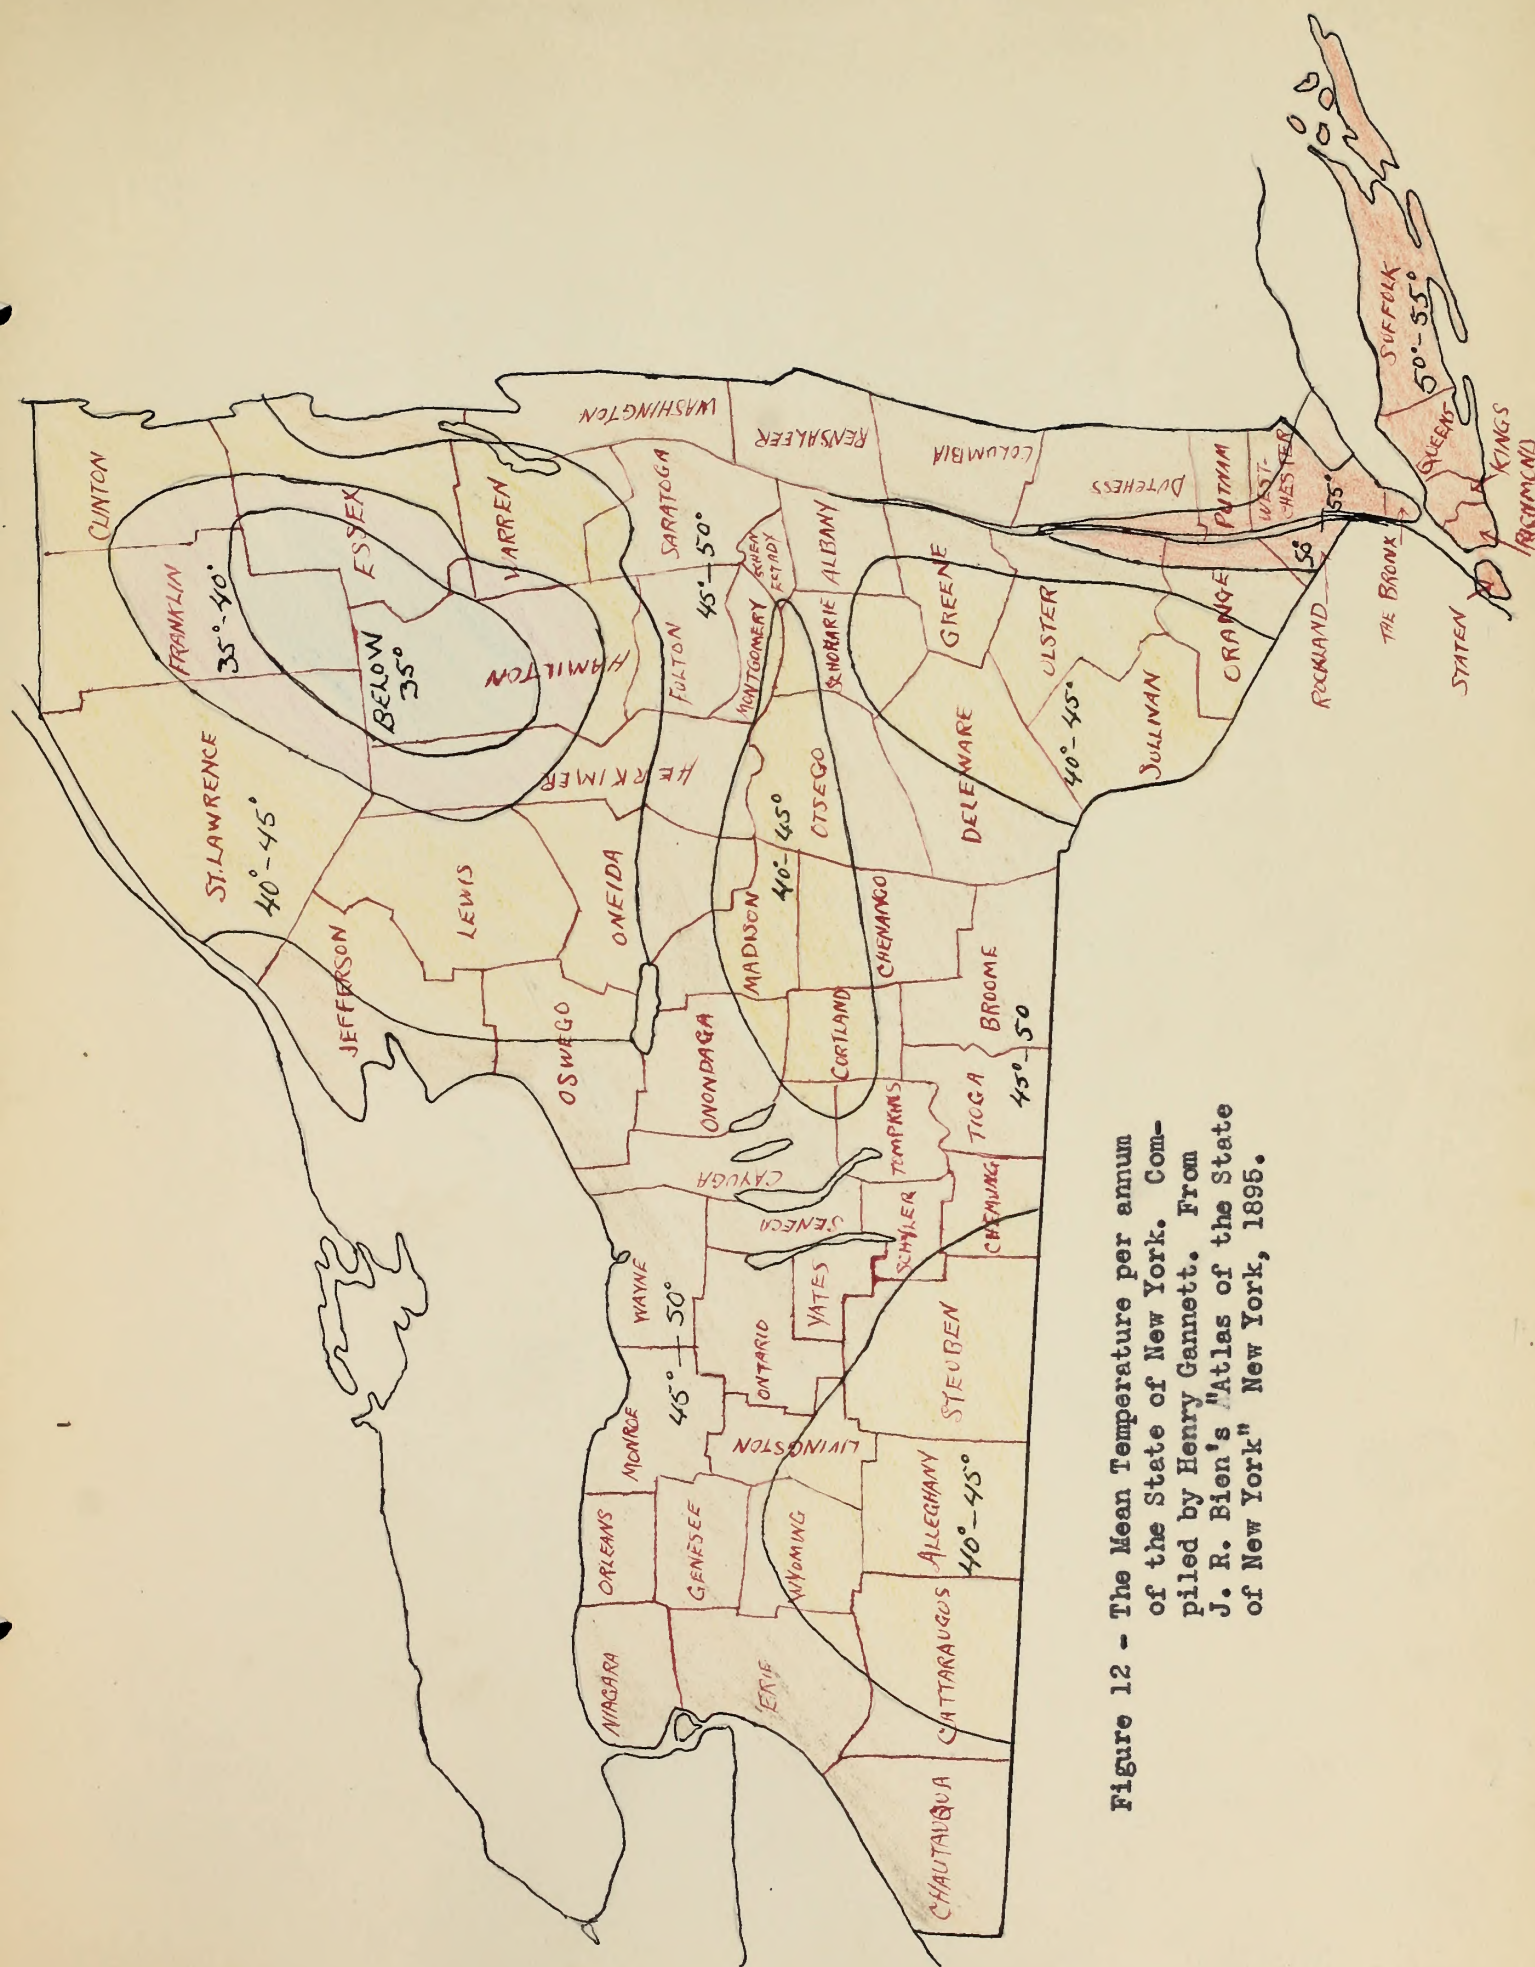 CLINTON
FRANKLIN
35°-40°
ESSEX
ST. LAWRENCE
40°-45°
BELOW
35°
HAMILTON
WARREN
WASHINGTON
JEFFERSON
LEWIS
HERKIMER
ONEIDA
OSWEGO
FULTON
SARATOGA
45°-50°
MONTGOMERY
SCHEN
ECTADY
RENSALEER
ALBANY
SCHOHARIE
OTSEGO
MADISON
40°-45°
ONONDAGA
CAYUGA
WAYNE
SENECA
ONTARIO
YATES
MONROE
45°-50°
ORLEANS
GENESEE
LIVINGSTON
WYOMING
NIAGARA
ERIE
CHAUTAUQUA
CATTARAUGUS
ALLEGHANY
40°-45°
STEUBEN
SCHYLER
CHEMUNG
TOMPKINS
TIOGA
45°-50
CORTLAND
CHENANGO
BROOME
DELEWARE
GREENE
COLUMBIA
ULSTER
40°-45°
SULLIVAN
DUTCHESS
ORANGE
PUTNAM
WEST-
CHESTER
50°-55°
ROCKLAND
THE BRONX
SUFFOLK
50°-55°
QUEENS
KINGS
RICHMOND
STATEN
Figure 12 - The Mean Temperature per annum
of the State of New York. Com-
piled by Henry Gannett. From
J. R. Bien's "Atlas of the State
of New York" New York, 1895.